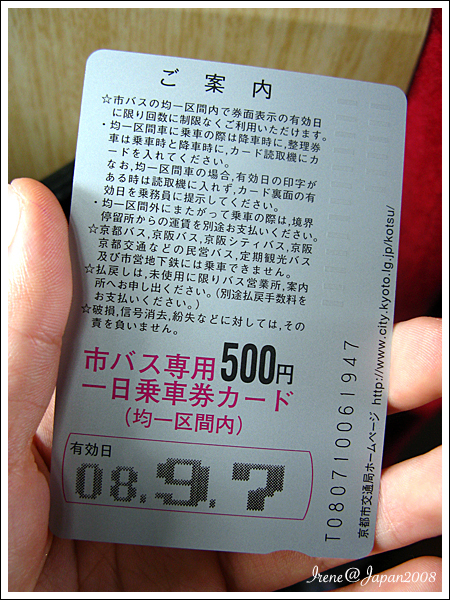 ご案内
☆市バスの均一区間内で券面表示の有効日
に限り回数に制限なくご利用いただけます。
・均一区間車に乗車の際は降車時に、整理券
車は乗車時と降車時に、カード読取機にカ
ードを入れてください。
なお、均一区間車の場合、有効日の印字が
ある時は読取機に入れず、カード裏面の有
効日を乗務員に提示してください。
・均一区間外にまたがって乗車の際は、境界
停留所からの運賃を別途お支払いください。
☆京都バス、京阪バス、京阪シティバス、京阪
京都交通などの民営バス、定期観光バス
及び市営地下鉄には乗車できません。
☆払戻しは、未使用に限りバス営業所、案内
所へお申し出ください。（別途払戻手数料を
お支払いください。）
☆破損、信号消去、紛失などに対しては、その
責を負いません。
市バス専用500円
一日乗車券カード
(均一区間内)
有効日
08.9.7
T080710061947
京都市交通局ホームページ http://www.city.kyoto.lg.jp/kotsu/
Irene@Japan2008